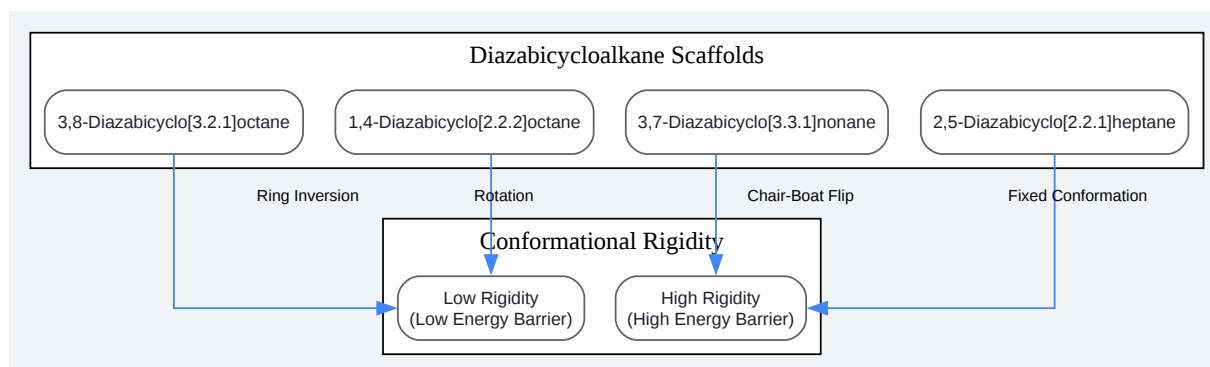 Diazabicycloalkane Scaffolds
3,8-Diazabicyclo[3.2.1]octane
1,4-Diazabicyclo[2.2.2]octane
3,7-Diazabicyclo[3.3.1]nonane
2,5-Diazabicyclo[2.2.1]heptane
Ring Inversion
Rotation
Chair-Boat Flip
Fixed Conformation
Conformational Rigidity
Low Rigidity
(Low Energy Barrier)
High Rigidity
(High Energy Barrier)